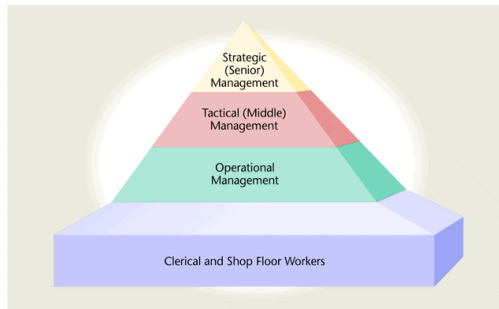 Strategic
(Senior)
Management
Tactical (Middle)
Management
Operational
Management
Clerical and Shop Floor Workers